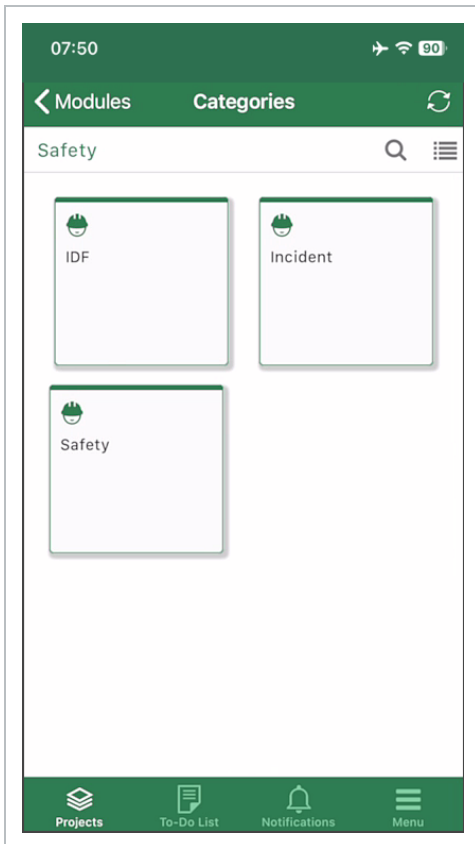 07:50 90
Modules Categories
Safety
IDF Incident
Safety
Projects To-Do List Notifications Menu